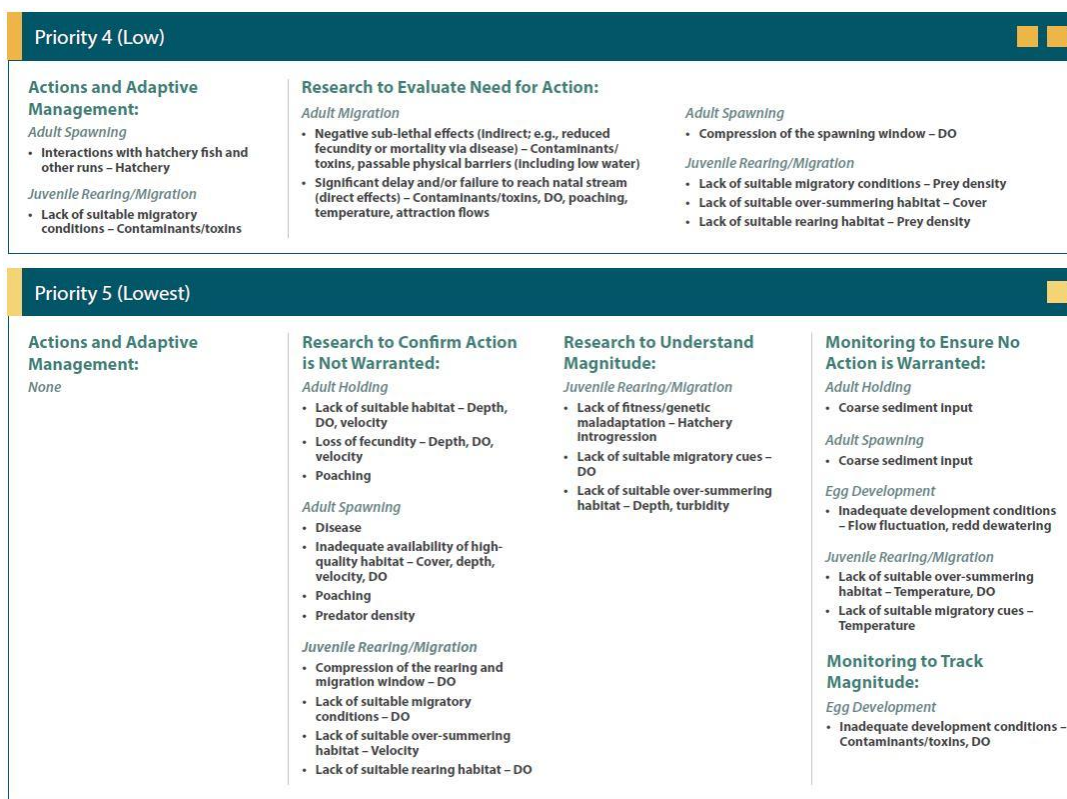 Priority 4 (Low)
Actions and Adaptive
Management:
Adult Spawning
• Interactions with hatchery fish and
other runs – Hatchery
Juvenile Rearing/Migration
• Lack of suitable migratory
conditions – Contaminants/toxins
Research to Evaluate Need for Action:
Adult Migration
• Negative sub-lethal effects (indirect; e.g., reduced
fecundity or mortality via disease) – Contaminants/
toxins, passable physical barriers (including low water)
• Significant delay and/or failure to reach natal stream
(direct effects) – Contaminants/toxins, DO, poaching,
temperature, attraction flows
Adult Spawning
• Compression of the spawning window – DO
Juvenile Rearing/Migration
• Lack of suitable migratory conditions – Prey density
• Lack of suitable over-summering habitat – Cover
• Lack of suitable rearing habitat – Prey density
Priority 5 (Lowest)
Actions and Adaptive
Management:
None
Research to Confirm Action
is Not Warranted:
Adult Holding
• Lack of suitable habitat – Depth,
DO, velocity
• Loss of fecundity – Depth, DO,
velocity
• Poaching
Adult Spawning
• Disease
• Inadequate availability of high-
quality habitat – Cover, depth,
velocity, DO
• Poaching
• Predator density
Juvenile Rearing/Migration
• Compression of the rearing and
migration window – DO
• Lack of suitable migratory
conditions – DO
• Lack of suitable over-summering
habitat – Velocity
• Lack of suitable rearing habitat – DO
Research to Understand
Magnitude:
Juvenile Rearing/Migration
• Lack of fitness/genetic
maladaptation – Hatchery
introgression
• Lack of suitable migratory cues –
DO
• Lack of suitable over-summering
habitat – Depth, turbidity
Monitoring to Ensure No
Action is Warranted:
Adult Holding
• Coarse sediment input
Adult Spawning
• Coarse sediment input
Egg Development
• Inadequate development conditions
– Flow fluctuation, redd dewatering
Juvenile Rearing/Migration
• Lack of suitable over-summering
habitat – Temperature, DO
• Lack of suitable migratory cues –
Temperature
Monitoring to Track
Magnitude:
Egg Development
• Inadequate development conditions –
Contaminants/toxins, DO